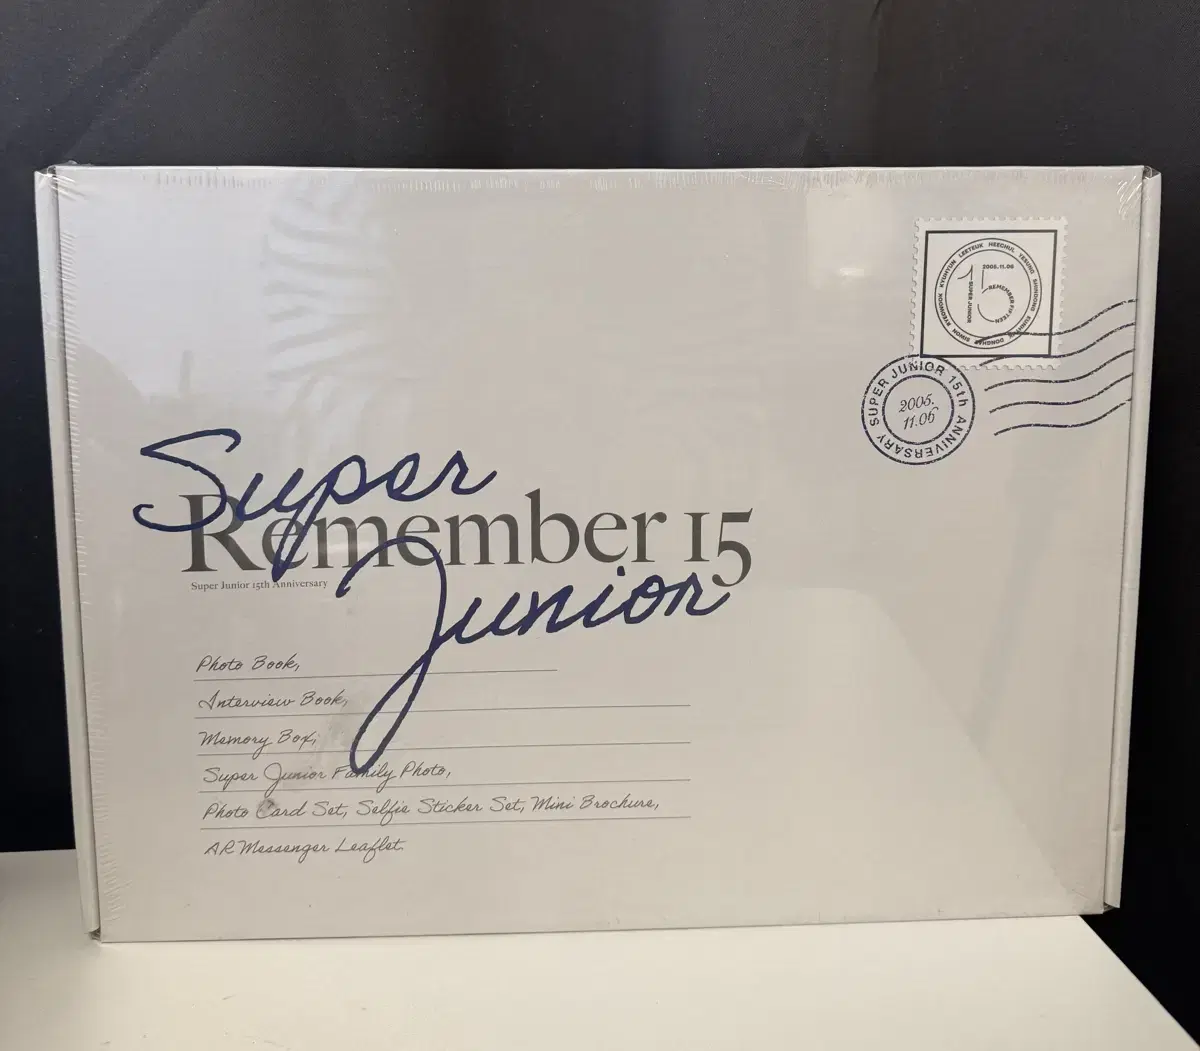 LEETEUK HEECHUL YESUNG SHINDONG EUNHYUK DONGHAE SIWON RYEOWOOK KYUHYUN
2005.11.06
15
SUPER JUNIOR
REMEMBER FIFTEEN
SUPER JUNIOR 15th ANNIVERSARY
2005.
11.06
Super
Remember 15
Junior
Super Junior 15th Anniversary
Photo Book,
Interview Book,
Memory Box,
Super Junior Family Photo,
Photo Card Set, Selfie Sticker Set, Mini Brochure,
AR Messenger Leaflet.